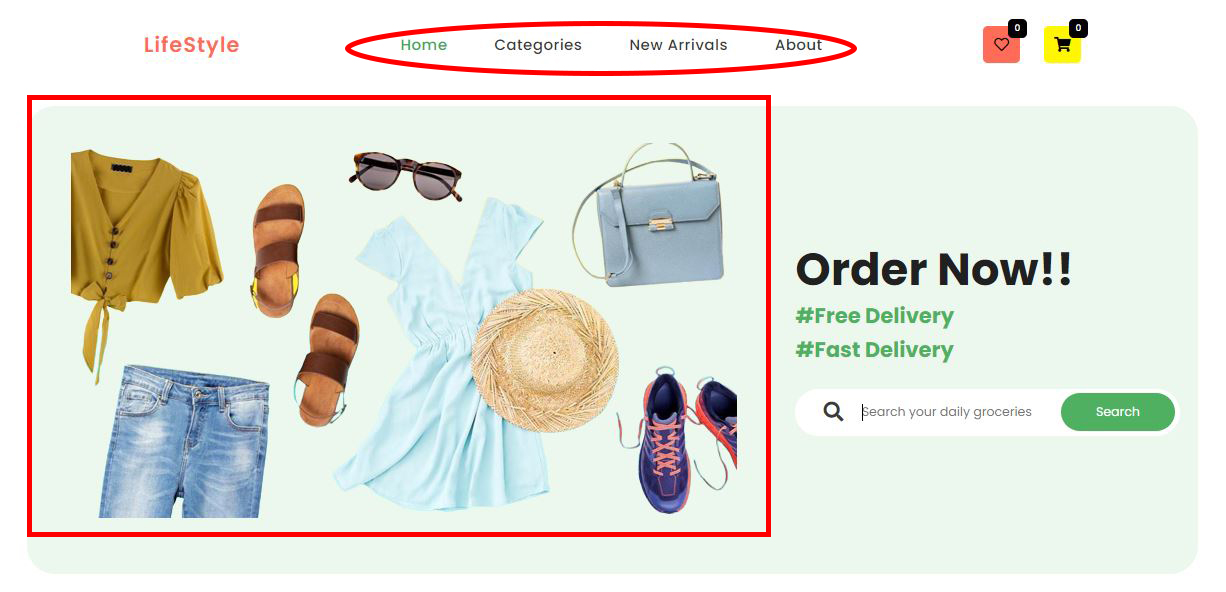 LifeStyle
Home Categories New Arrivals About
0
0
Order Now!!
#Free Delivery
#Fast Delivery
Search your daily groceries
Search